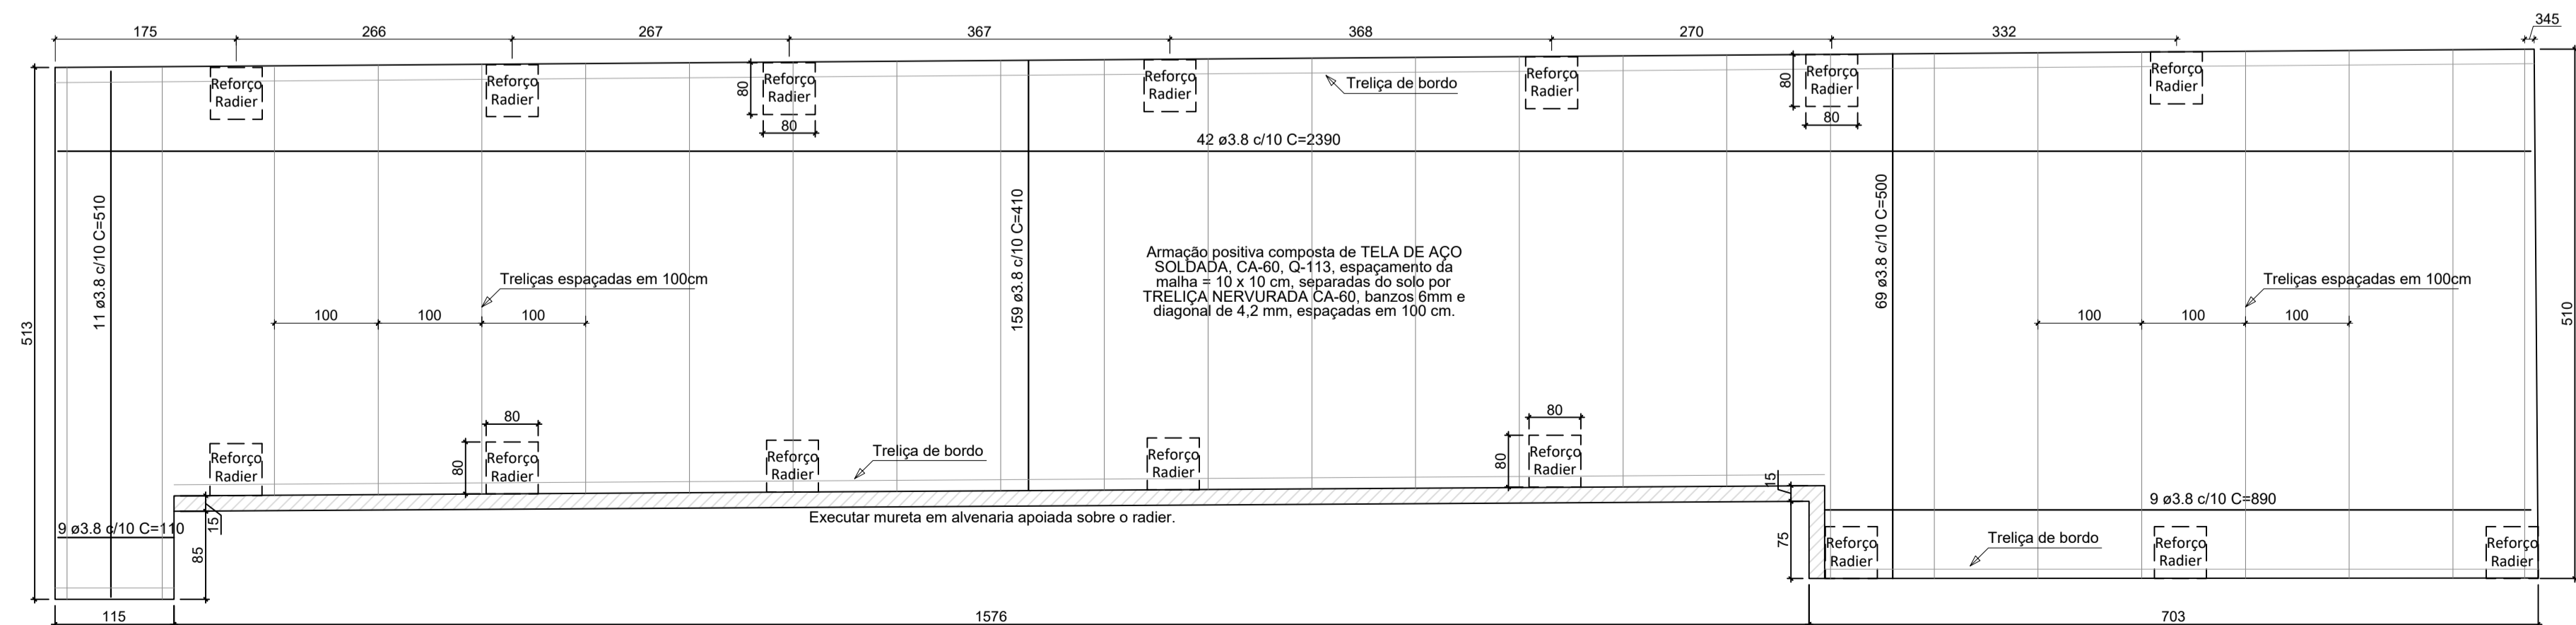 175
266
267
367
368
270
332
345
Reforço
Radier
Reforço
Radier
80
Reforço
Radier
80
Reforço
Radier
Treliça de bordo
Reforço
Radier
80
Reforço
Radier
80
Reforço
Radier
42 ø3.8 c/10 C=2390
513
11 ø3.8 c/10 C=510
159 ø3.8 c/10 C=410
69 ø3.8 c/10 C=500
510
Treliças espaçadas em 100cm
100
100
100
Armação positiva composta de TELA DE AÇO
SOLDADA, CA-60, Q-113, espaçamento da
malha = 10 x 10 cm, separadas do solo por
TRELIÇA NERVURADA CA-60, banzos 6mm e
diagonal de 4,2 mm, espaçadas em 100 cm.
Treliças espaçadas em 100cm
100
100
100
Reforço
Radier
80
80
Reforço
Radier
Reforço
Radier
Treliça de bordo
Reforço
Radier
80
80
Reforço
Radier
15
9 ø3.8 c/10 C=110
15
85
Executar mureta em alvenaria apoiada sobre o radier.
75
9 ø3.8 c/10 C=890
Reforço
Radier
Treliça de bordo
Reforço
Radier
Reforço
Radier
115
1576
703